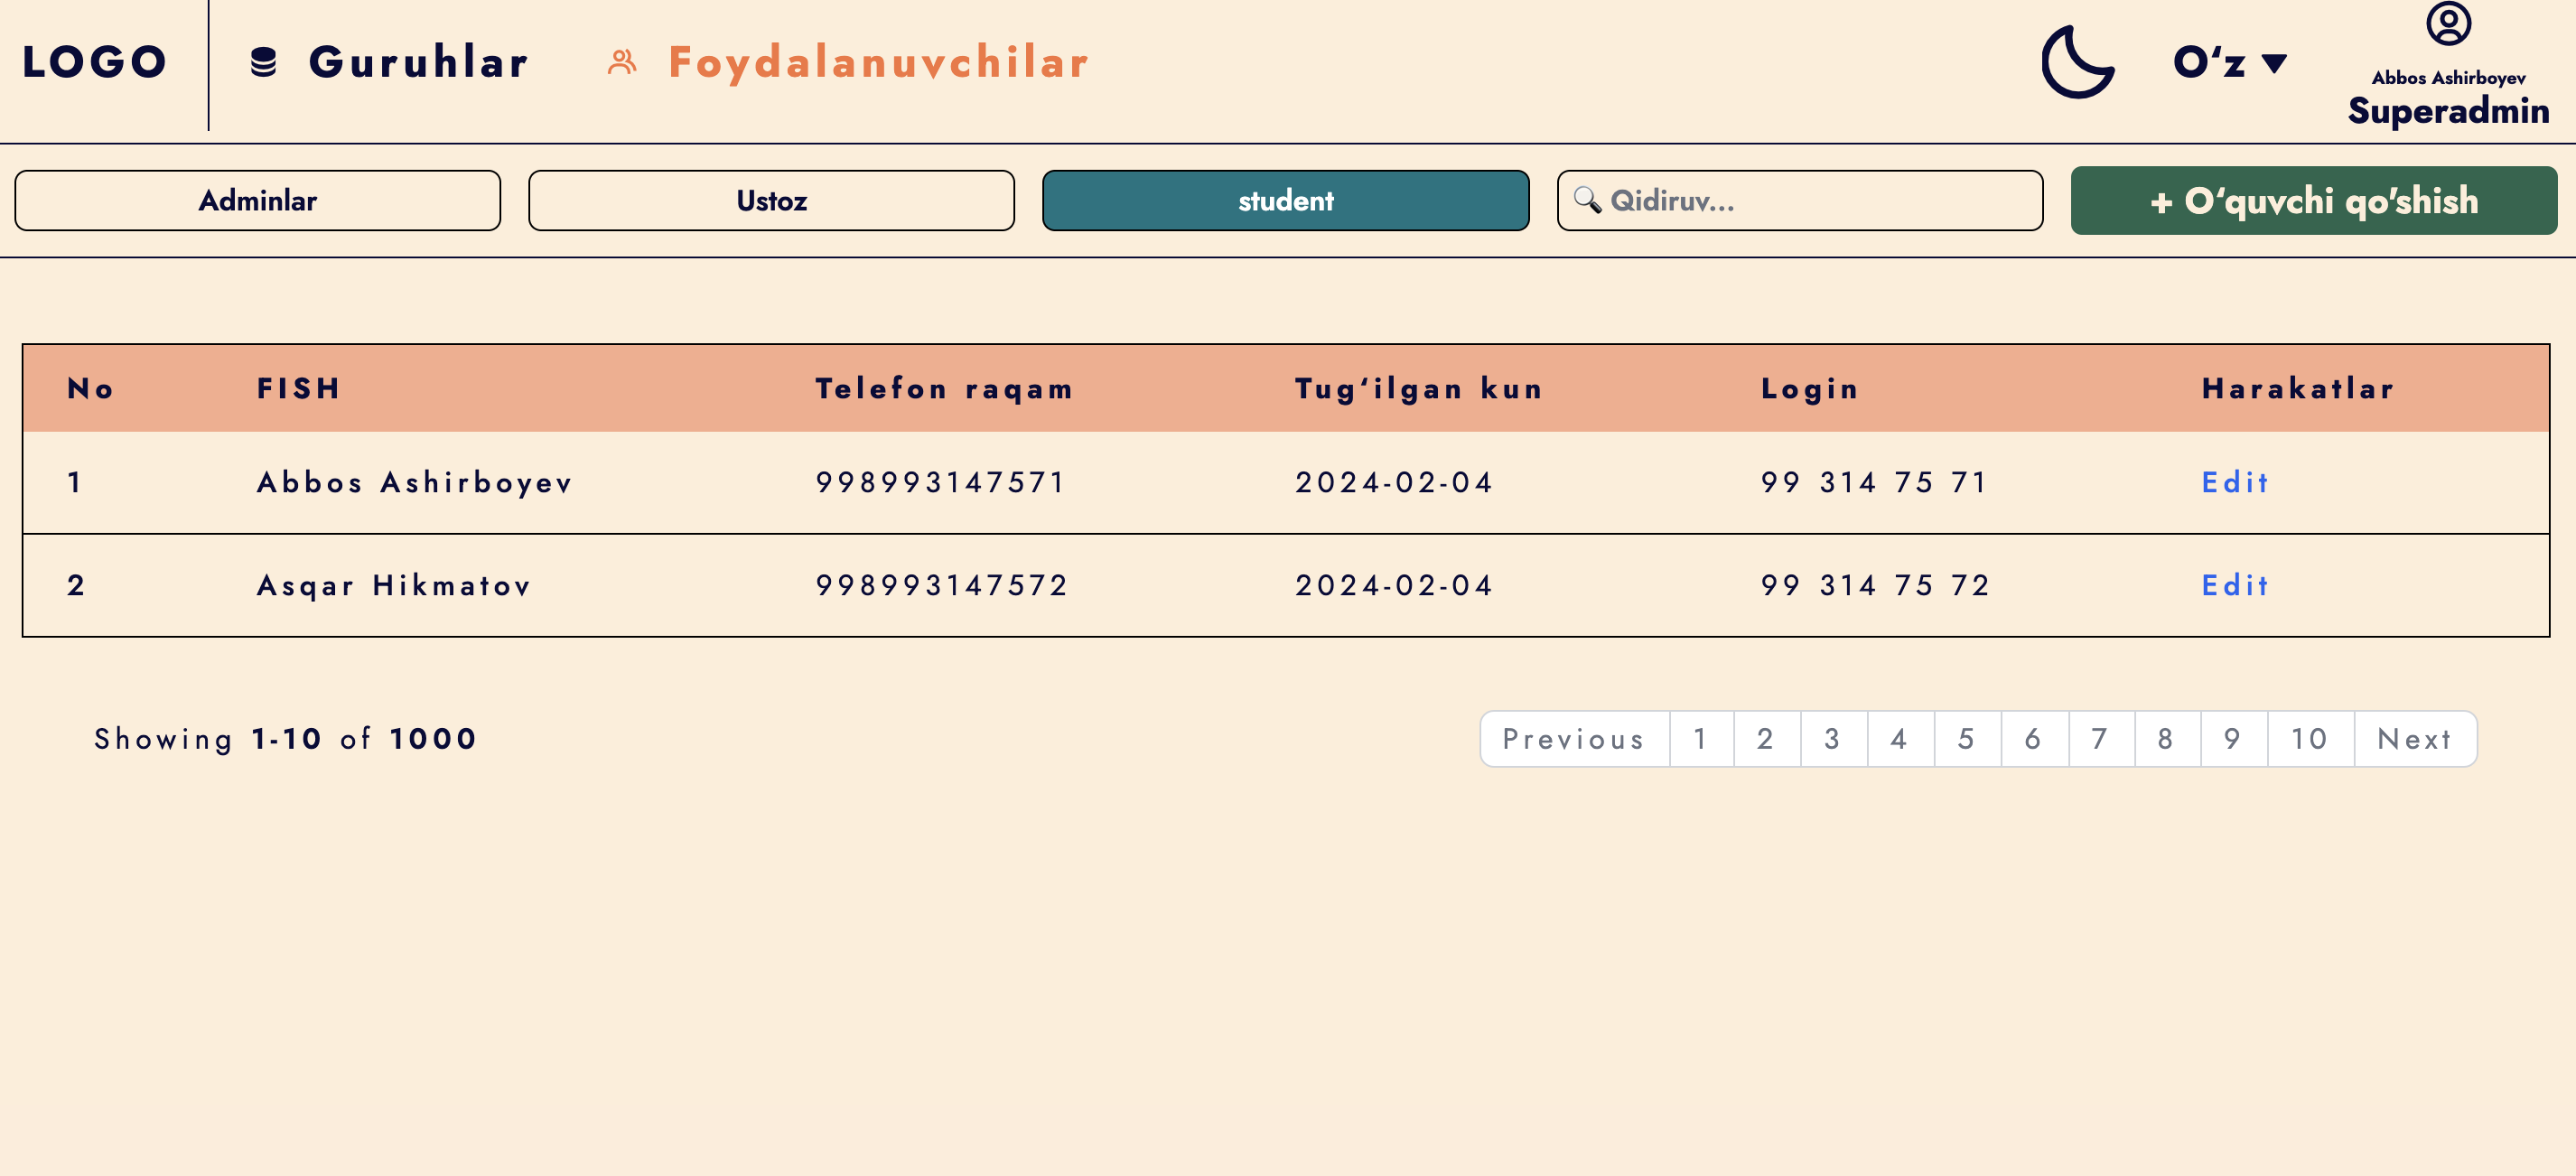 LOGO Guruhlar Foydalanuvchilar O‘z
Abbos Ashirboyev
Superadmin
Adminlar Ustoz student Qidiruv... + O‘quvchi qo'shish
No FISH Telefon raqam Tug‘ilgan kun Login Harakatlar
1 Abbos Ashirboyev 998993147571 2024-02-04 99 314 75 71 Edit
2 Asqar Hikmatov 998993147572 2024-02-04 99 314 75 72 Edit
Showing 1-10 of 1000 Previous 1 2 3 4 5 6 7 8 9 10 Next